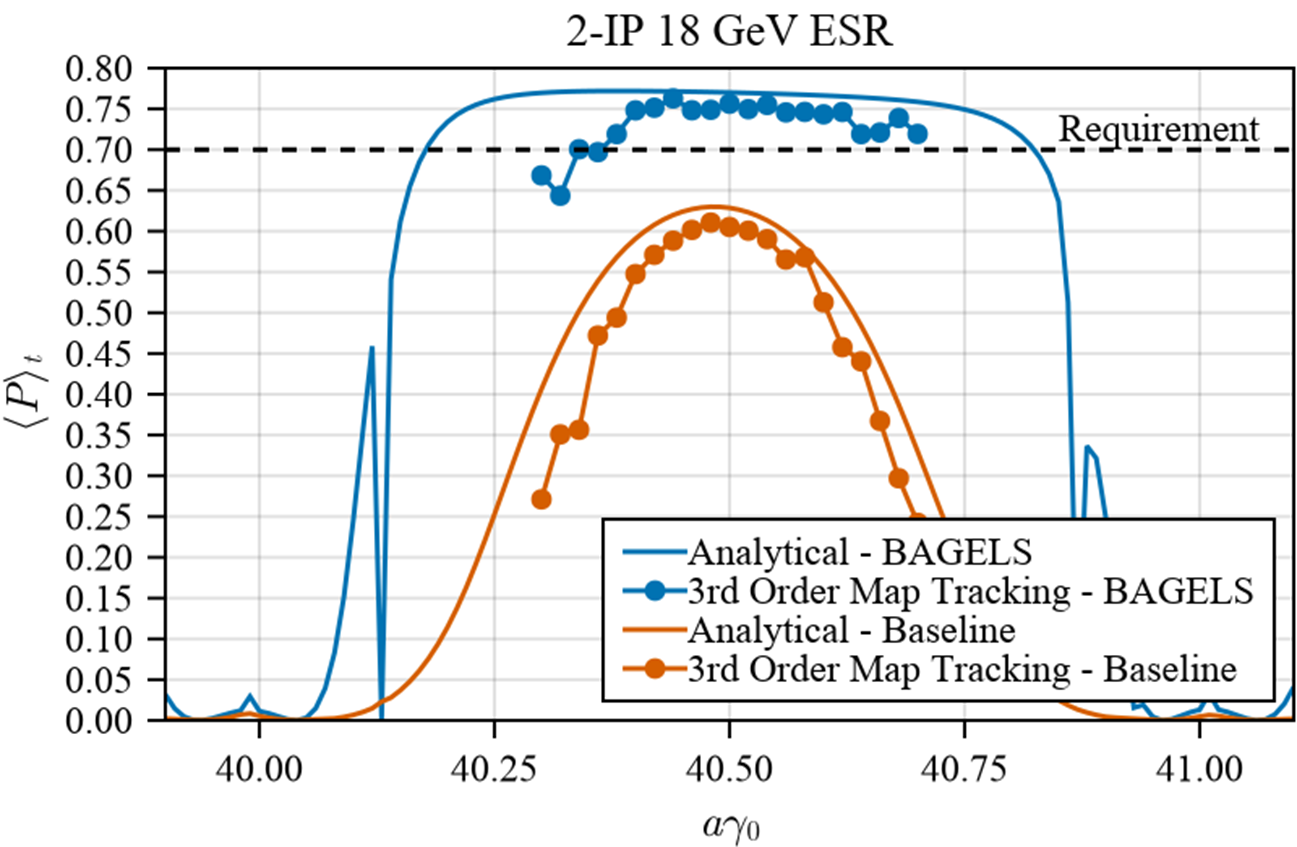 2-IP 18 GeV ESR
0.80
0.75
0.70
0.65
0.60
0.55
0.50
0.45
0.40
0.35
0.30
0.25
0.20
0.15
0.10
0.05
0.00
⟨P⟩t
Requirement
Analytical - BAGELS
3rd Order Map Tracking - BAGELS
Analytical - Baseline
3rd Order Map Tracking - Baseline
40.00 40.25 40.50 40.75 41.00
aγ0